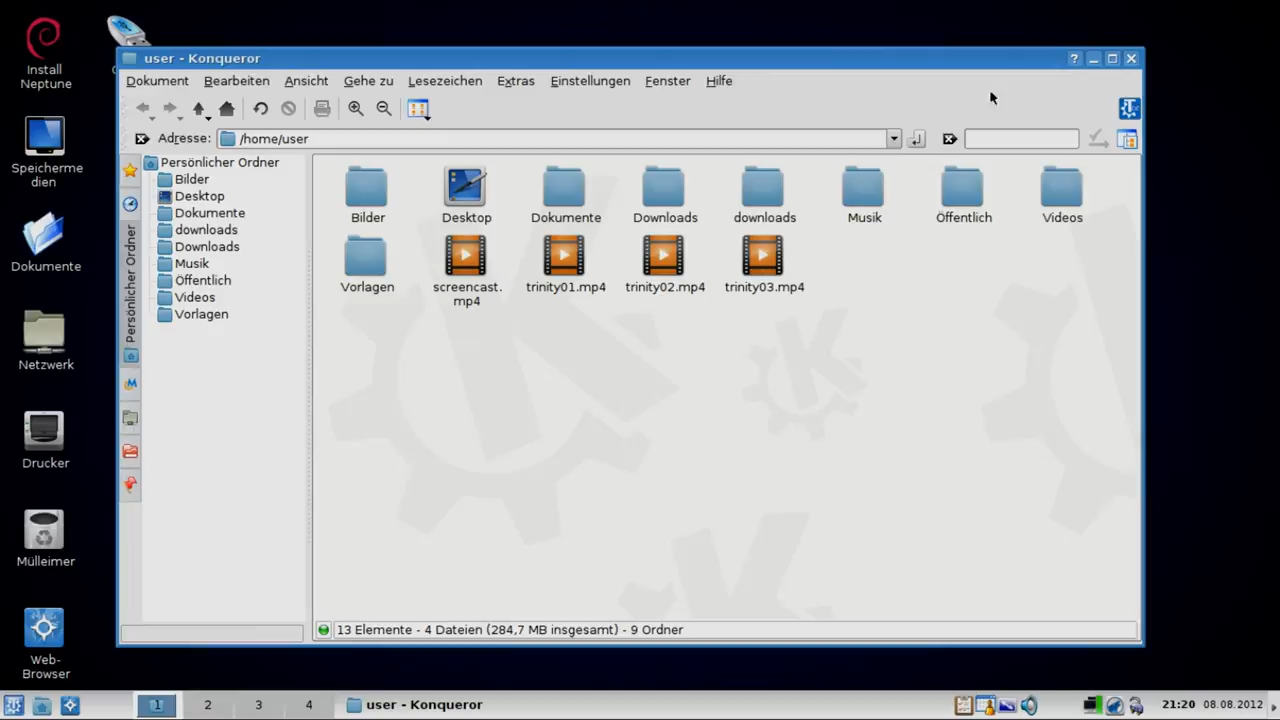 Install
Neptune
Speicherme
dien
Dokumente
Netzwerk
Drucker
Mülleimer
Web-
Browser
user - Konqueror
?
Dokument Bearbeiten Ansicht Gehe zu Lesezeichen Extras Einstellungen Fenster Hilfe
Adresse: /home/user
Persönlicher Ordner
Persönlicher Ordner
Bilder
Desktop
Dokumente
downloads
Downloads
Musik
Öffentlich
Videos
Vorlagen
Bilder Desktop Dokumente Downloads downloads Musik Öffentlich Videos
Vorlagen screencast. trinity01.mp4 trinity02.mp4 trinity03.mp4
mp4
13 Elemente - 4 Dateien (284,7 MB insgesamt) - 9 Ordner
1 2 3 4 user - Konqueror 21:20 08.08.2012